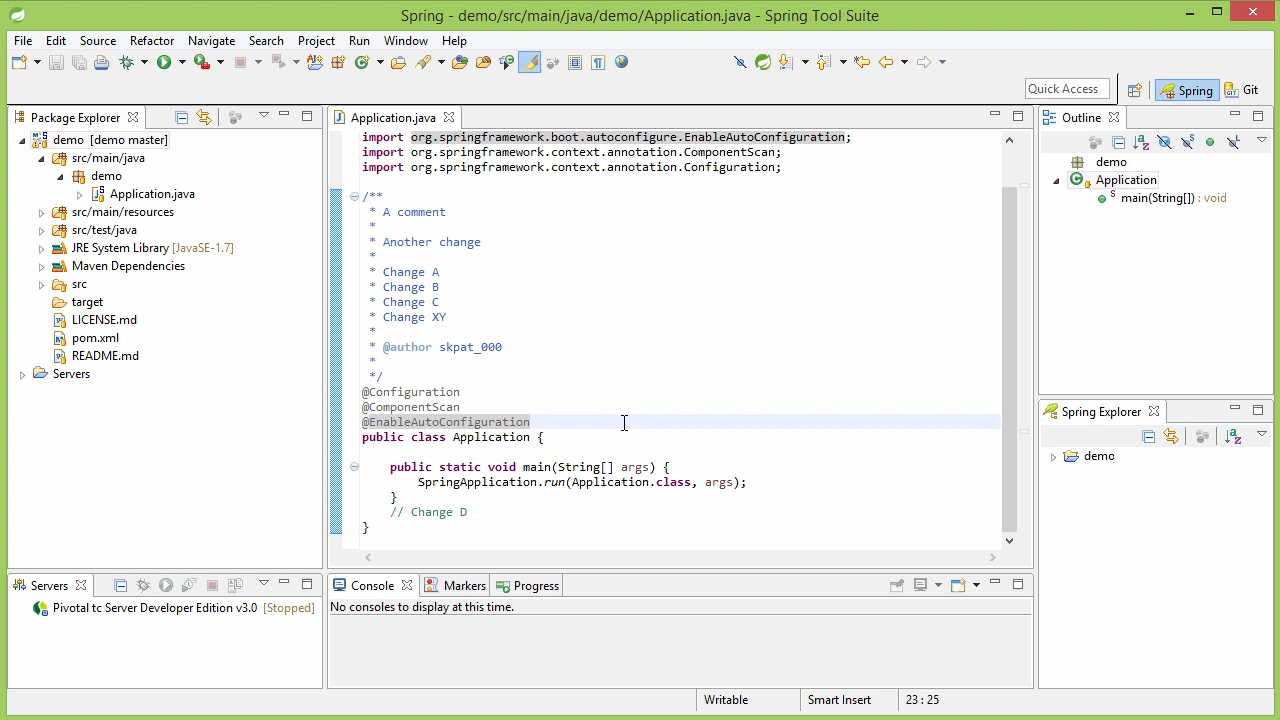 Spring - demo/src/main/java/demo/Application.java - Spring Tool Suite
File Edit Source Refactor Navigate Search Project Run Window Help
Quick Access
Spring
Git
Package Explorer
demo [demo master]
src/main/java
demo
Application.java
src/main/resources
src/test/java
JRE System Library [JavaSE-1.7]
Maven Dependencies
src
target
LICENSE.md
pom.xml
README.md
Servers
Application.java
import org.springframework.boot.autoconfigure.EnableAutoConfiguration;
import org.springframework.context.annotation.ComponentScan;
import org.springframework.context.annotation.Configuration;
/**
* A comment
*
* Another change
*
* Change A
* Change B
* Change C
* Change XY
*
* @author skpat_000
*
*/
@Configuration
@ComponentScan
@EnableAutoConfiguration
public class Application {
public static void main(String[] args) {
SpringApplication.run(Application.class, args);
}
// Change D
}
Outline
demo
Application
main(String[]) : void
Spring Explorer
demo
Servers
Pivotal tc Server Developer Edition v3.0 [Stopped]
Console
Markers
Progress
No consoles to display at this time.
Writable
Smart Insert
23 : 25